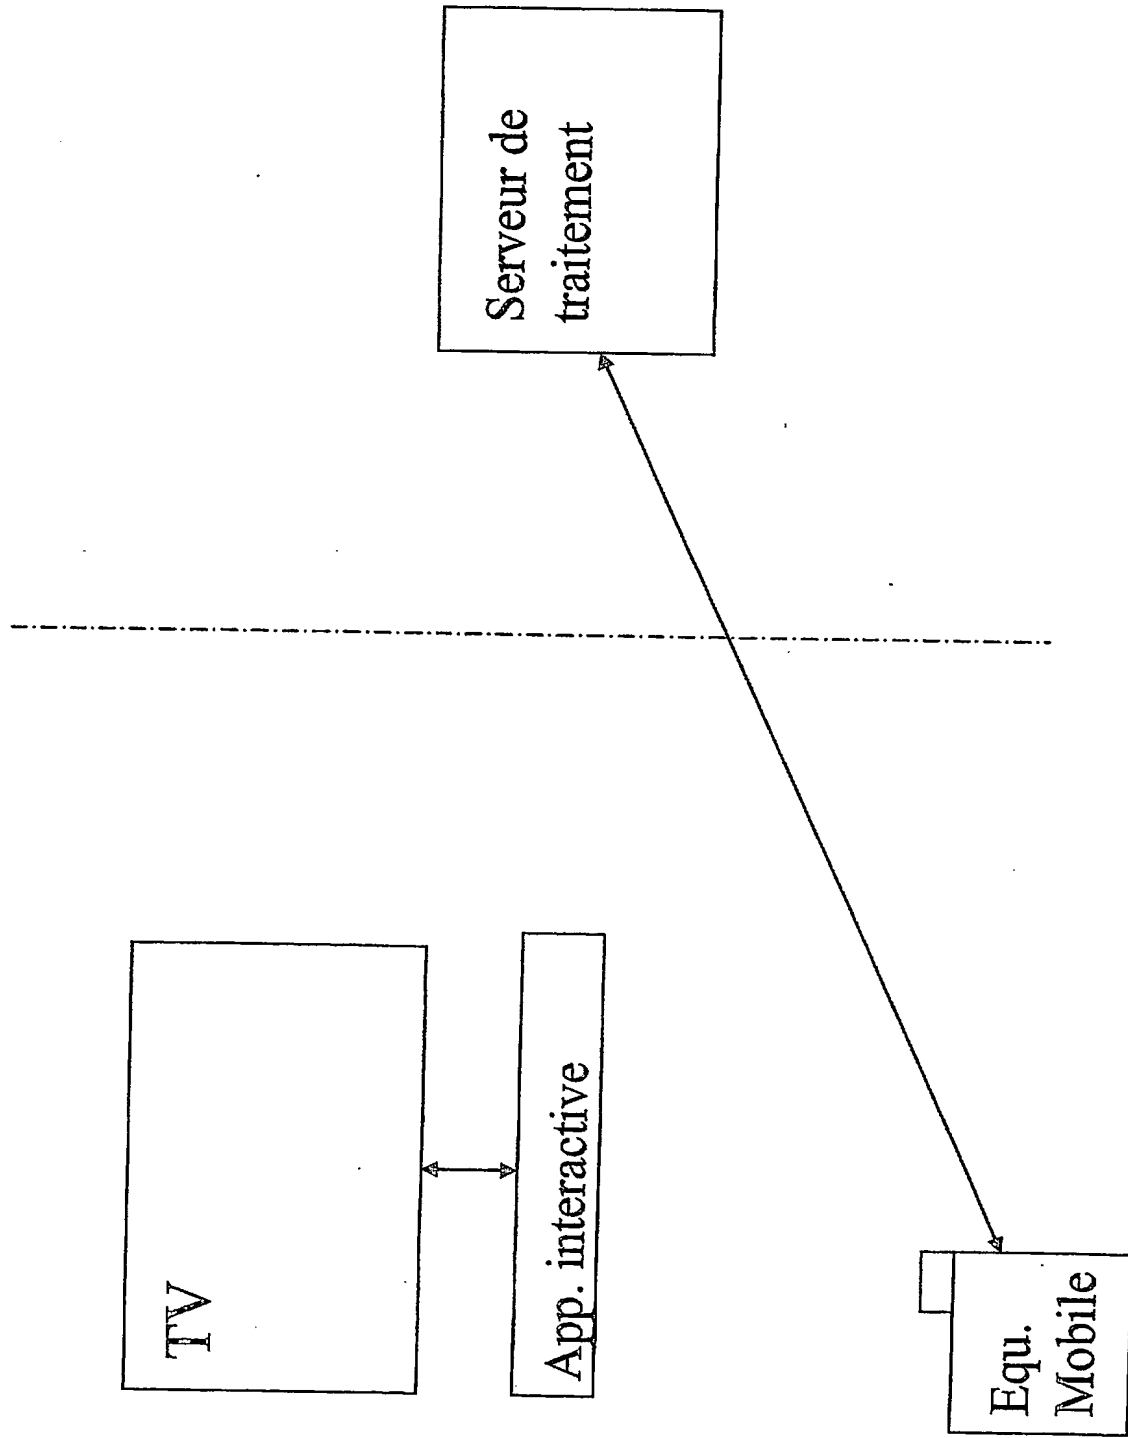 TV
App. interactive
Equ.
Mobile
Serveur de
traitement